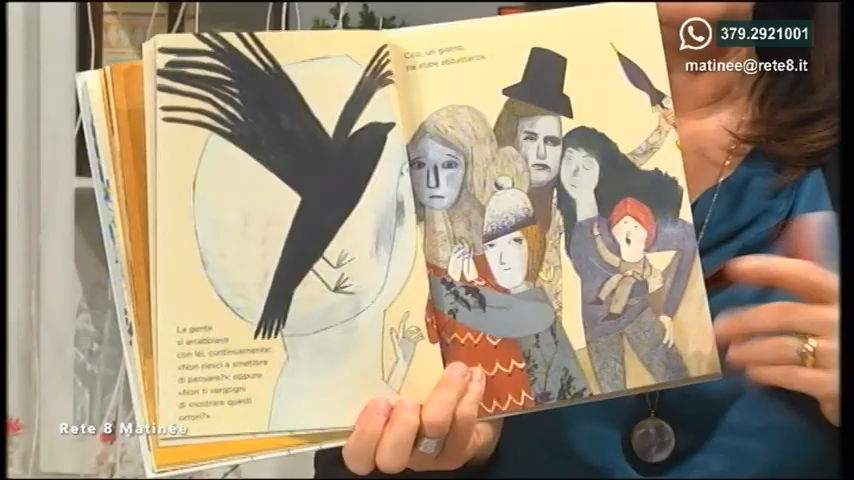 379.2921001
matinee@rete8.it
Così, un giorno,
ne ebbe abbastanza.
La gente
si arrabbiava
con lei, continuamente:
«Non riesci a smettere
di pensare?»; oppure
«Non ti vergogni
di mostrare questi
orrori?».
Rete 8 Matinée